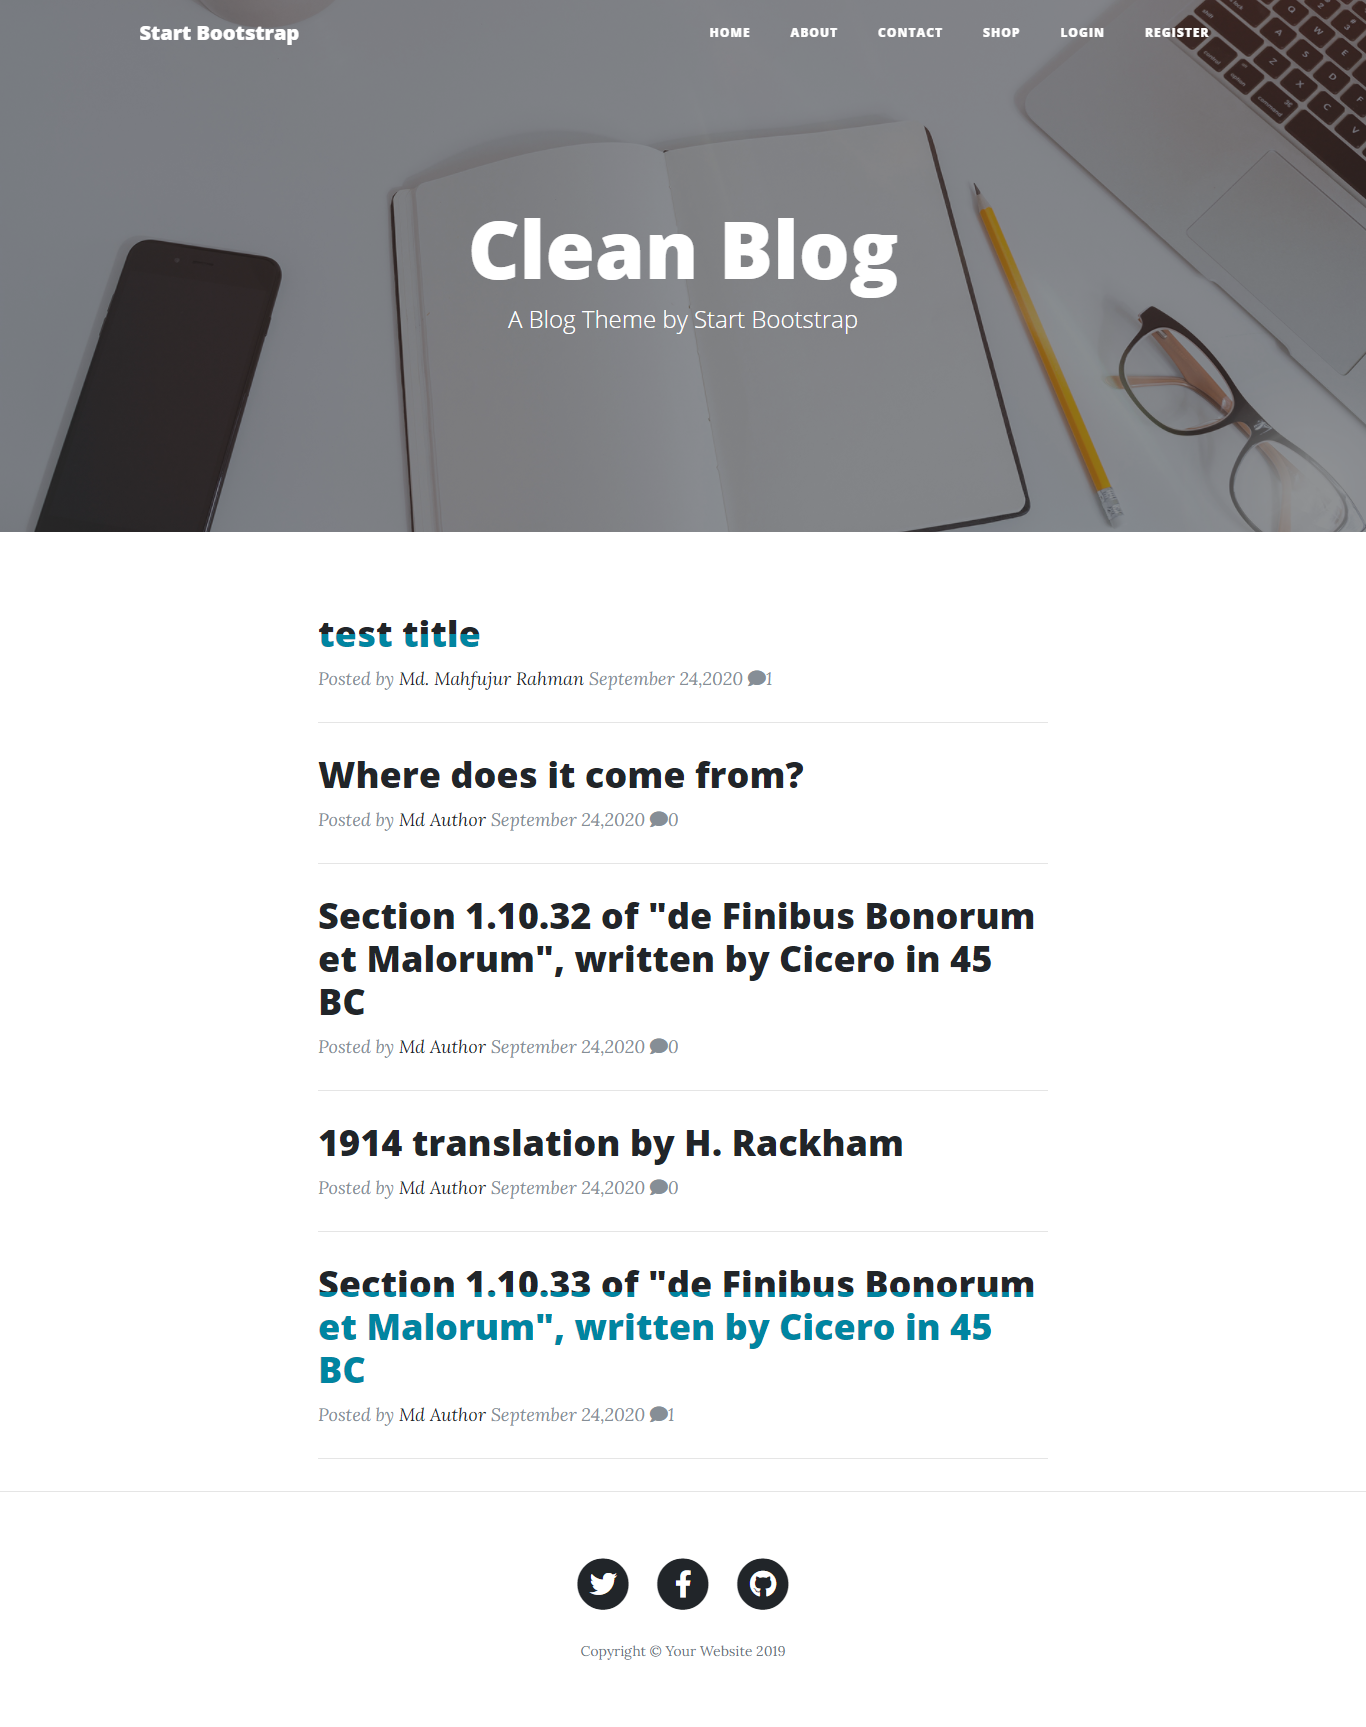 Start Bootstrap
HOME ABOUT CONTACT SHOP LOGIN REGISTER
Clean Blog
A Blog Theme by Start Bootstrap
test title
Posted by Md. Mahfujur Rahman September 24,2020 1
Where does it come from?
Posted by Md Author September 24,2020 0
Section 1.10.32 of "de Finibus Bonorum
et Malorum", written by Cicero in 45
BC
Posted by Md Author September 24,2020 0
1914 translation by H. Rackham
Posted by Md Author September 24,2020 0
Section 1.10.33 of "de Finibus Bonorum
et Malorum", written by Cicero in 45
BC
Posted by Md Author September 24,2020 1
Copyright © Your Website 2019